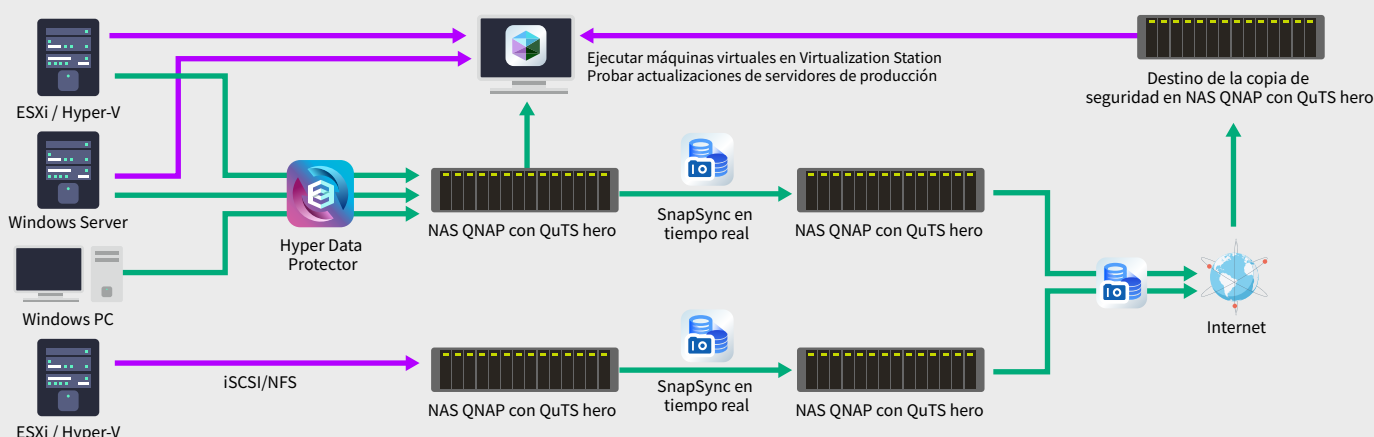 ESXi / Hyper-V
Ejecutar máquinas virtuales en Virtualization Station
Probar actualizaciones de servidores de producción
Destino de la copia de
seguridad en NAS QNAP con QuTS hero
Windows Server
Hyper Data
Protector
NAS QNAP con QuTS hero
SnapSync en
tiempo real
NAS QNAP con QuTS hero
Windows PC
Internet
iSCSI/NFS
NAS QNAP con QuTS hero
SnapSync en
tiempo real
NAS QNAP con QuTS hero
ESXi / Hyper-V